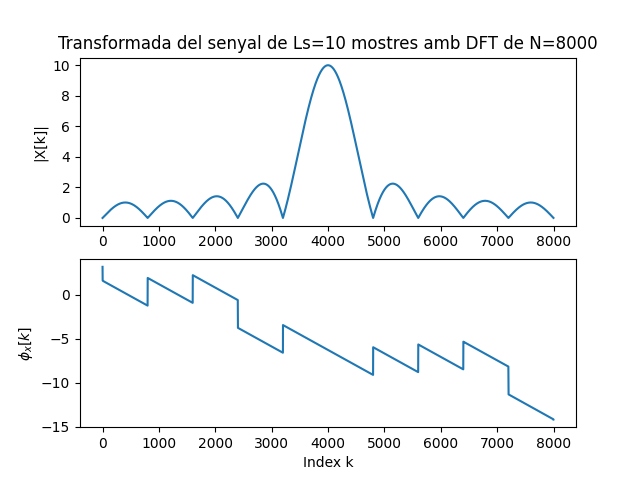 Transformada del senyal de Ls=10 mostres amb DFT de N=8000
|X[k]|
10
8
6
4
2
0
0 1000 2000 3000 4000 5000 6000 7000 8000
ϕX[k]
0
−5
−10
−15
0 1000 2000 3000 4000 5000 6000 7000 8000
Index k